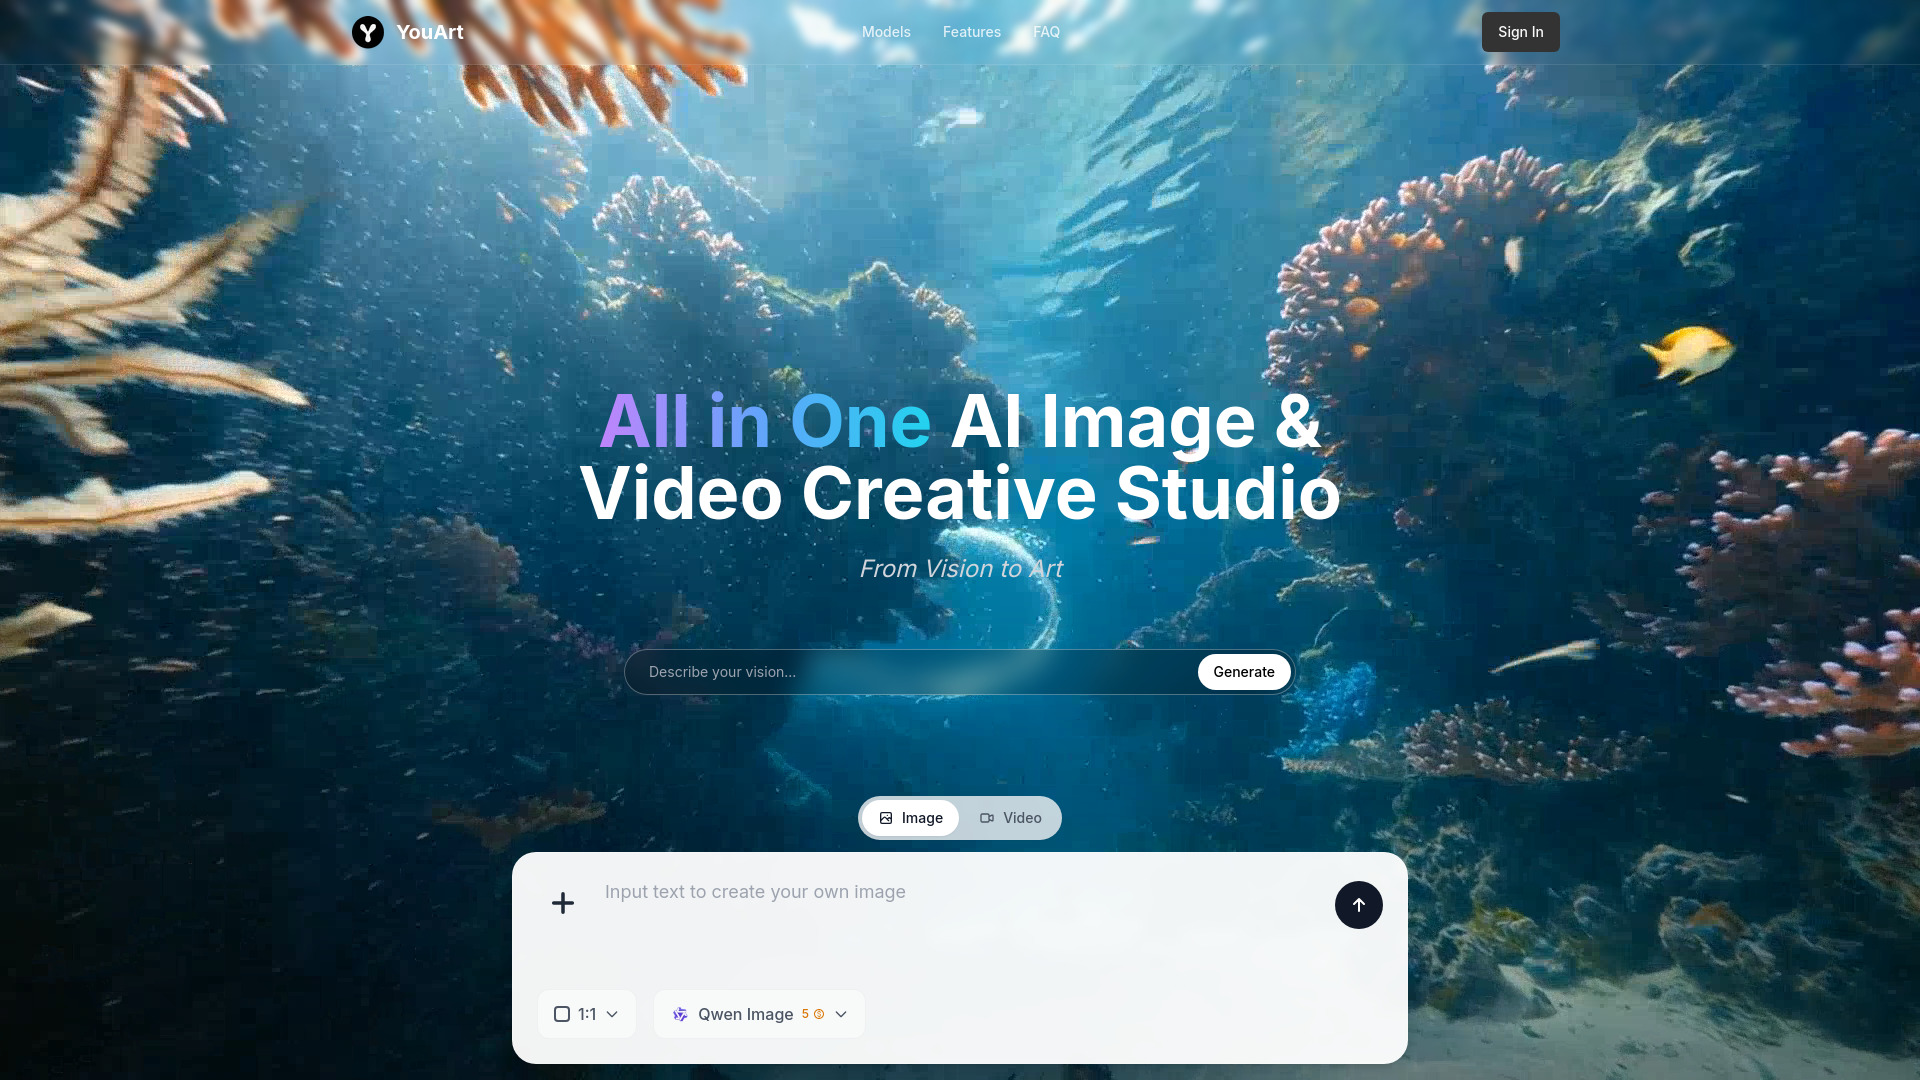 YouArt
Models
Features
FAQ
Sign In
All in One AI Image &
Video Creative Studio
From Vision to Art
Describe your vision...
Generate
Image
Video
Input text to create your own image
1:1
Qwen Image 5